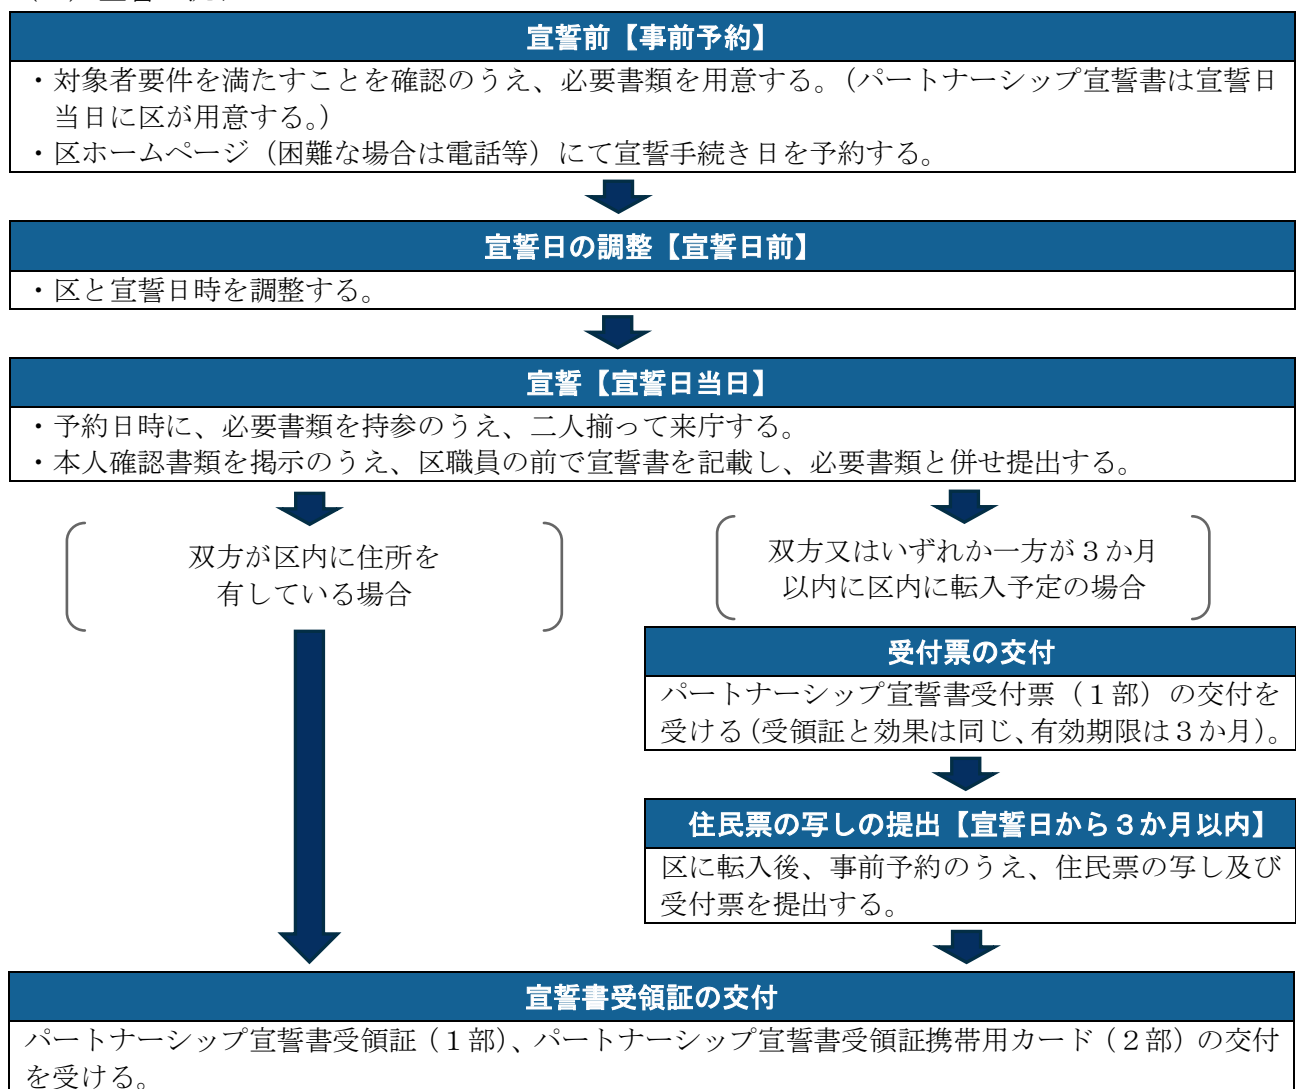 宣誓前【事前予約】
・対象者要件を満たすことを確認のうえ、必要書類を用意する。（パートナーシップ宣誓書は宣誓日
当日に区が用意する。）
・区ホームページ（困難な場合は電話等）にて宣誓手続き日を予約する。
宣誓日の調整【宣誓日前】
・区と宣誓日時を調整する。
宣誓【宣誓日当日】
・予約日時に、必要書類を持参のうえ、二人揃って来庁する。
・本人確認書類を掲示のうえ、区職員の前で宣誓書を記載し、必要書類と併せ提出する。
双方が区内に住所を
有している場合
双方又はいずれか一方が３か月
以内に区内に転入予定の場合
受付票の交付
パートナーシップ宣誓書受付票（１部）の交付を
受ける（受領証と効果は同じ、有効期限は３か月）。
住民票の写しの提出【宣誓日から３か月以内】
区に転入後、事前予約のうえ、住民票の写し及び
受付票を提出する。
宣誓書受領証の交付
パートナーシップ宣誓書受領証（１部）、パートナーシップ宣誓書受領証携帯用カード（２部）の交付
を受ける。